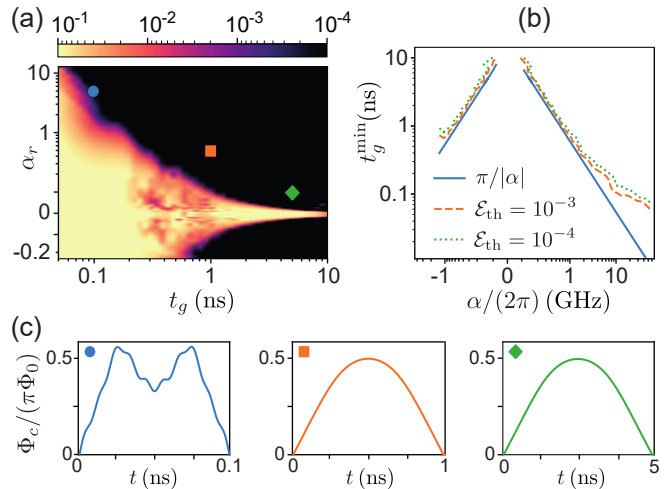 (a)
10⁻¹ 10⁻² 10⁻³ 10⁻⁴
10
1
0
-0.2
αᵣ
0.1 1 10
t_g (ns)
(b)
10
1
0.1
t_g^min (ns)
π/|α|
ℰ_th = 10⁻³
ℰ_th = 10⁻⁴
-1 0 1 10
α/(2π) (GHz)
(c)
Φ_c/(πΦ₀)
0.5
0
0 0.1
t (ns)
0.5
0
0 1
t (ns)
0.5
0
0 5
t (ns)